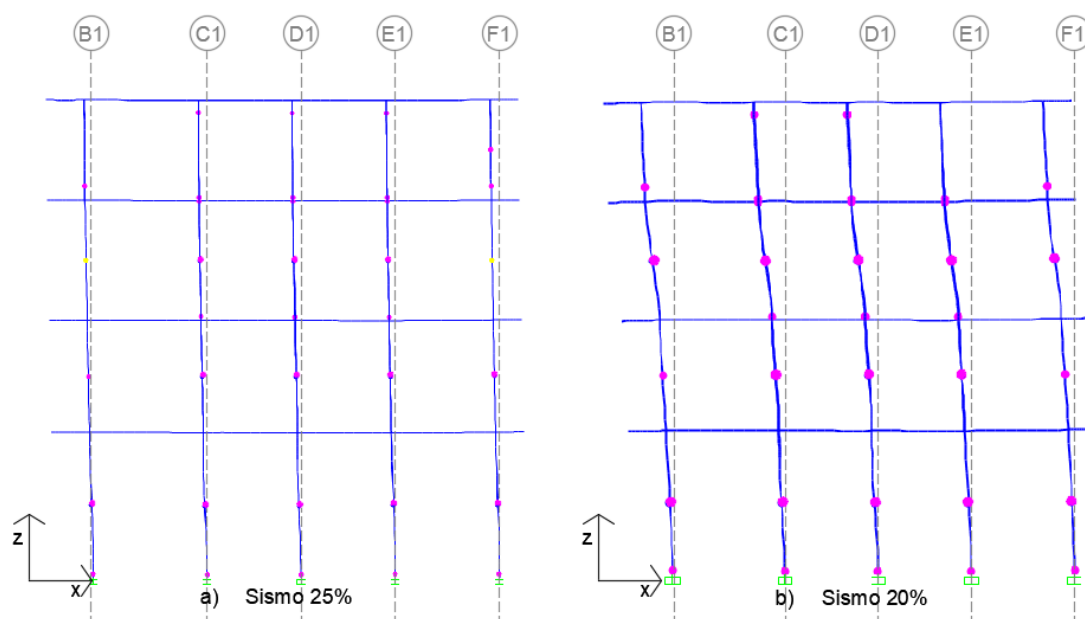 B1 C1 D1 E1 F1 B1 C1 D1 E1 F1
z z
x x
a) Sismo 25% b) Sismo 20%